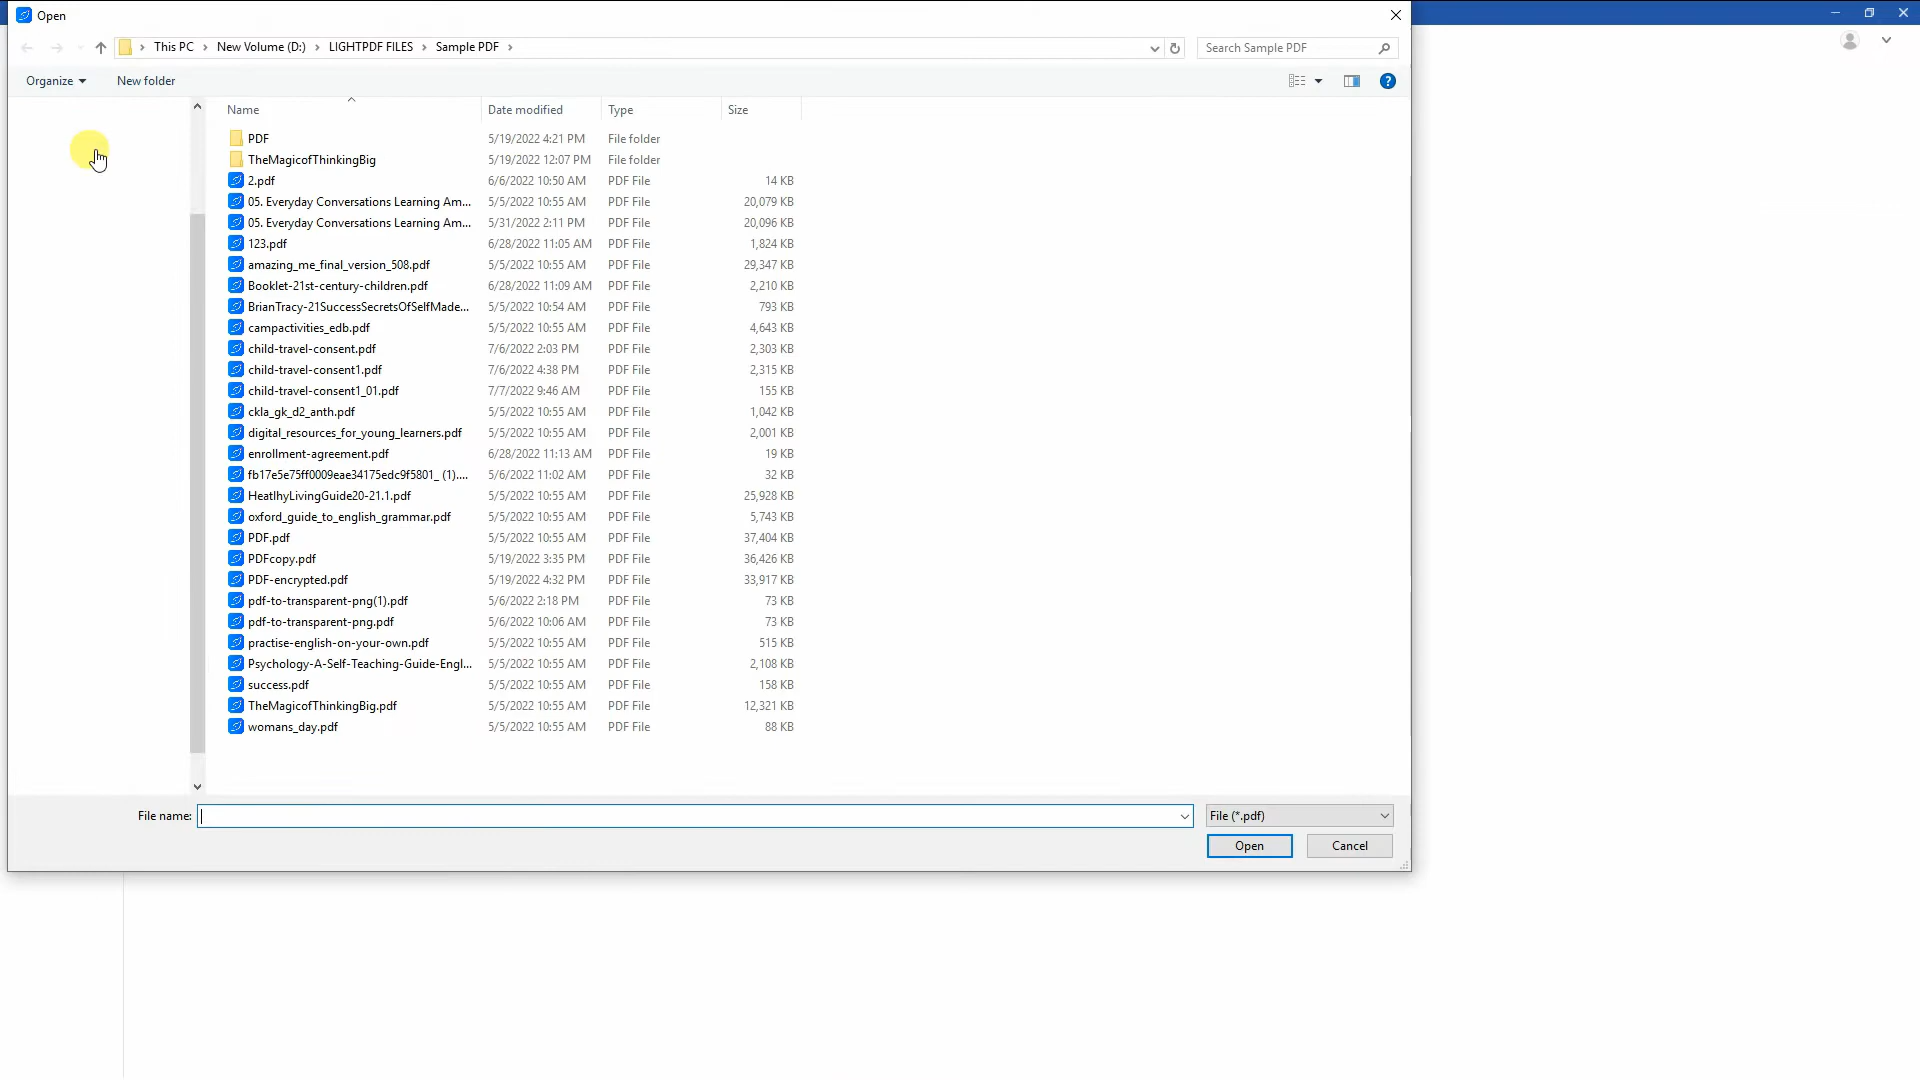 Open
This PC > New Volume (D:) > LIGHTPDF FILES > Sample PDF >
Search Sample PDF
Organize
New folder
?
Name Date modified Type Size
PDF 5/19/2022 4:21 PM File folder
TheMagicofThinkingBig 5/19/2022 12:07 PM File folder
2.pdf 6/6/2022 10:50 AM PDF File 14 KB
05. Everyday Conversations Learning Am... 5/5/2022 10:55 AM PDF File 20,079 KB
05. Everyday Conversations Learning Am... 5/31/2022 2:11 PM PDF File 20,096 KB
123.pdf 6/28/2022 11:05 AM PDF File 1,824 KB
amazing_me_final_version_508.pdf 5/5/2022 10:55 AM PDF File 29,347 KB
Booklet-21st-century-children.pdf 6/28/2022 11:09 AM PDF File 2,210 KB
BrianTracy-21SuccessSecretsOfSelfMade... 5/5/2022 10:54 AM PDF File 793 KB
campactivities_edb.pdf 5/5/2022 10:55 AM PDF File 4,643 KB
child-travel-consent.pdf 7/6/2022 2:03 PM PDF File 2,303 KB
child-travel-consent1.pdf 7/6/2022 4:38 PM PDF File 2,315 KB
child-travel-consent1_01.pdf 7/7/2022 9:46 AM PDF File 155 KB
ckla_gk_d2_anth.pdf 5/5/2022 10:55 AM PDF File 1,042 KB
digital_resources_for_young_learners.pdf 5/5/2022 10:55 AM PDF File 2,001 KB
enrollment-agreement.pdf 6/28/2022 11:13 AM PDF File 19 KB
fb17e5e75ff0009eae34175edc9f5801_ (1).... 5/6/2022 11:02 AM PDF File 32 KB
HeatlhyLivingGuide20-21.1.pdf 5/5/2022 10:55 AM PDF File 25,928 KB
oxford_guide_to_english_grammar.pdf 5/5/2022 10:55 AM PDF File 5,743 KB
PDF.pdf 5/5/2022 10:55 AM PDF File 37,404 KB
PDFcopy.pdf 5/19/2022 3:35 PM PDF File 36,426 KB
PDF-encrypted.pdf 5/19/2022 4:32 PM PDF File 33,917 KB
pdf-to-transparent-png(1).pdf 5/6/2022 2:18 PM PDF File 73 KB
pdf-to-transparent-png.pdf 5/6/2022 10:06 AM PDF File 73 KB
practise-english-on-your-own.pdf 5/5/2022 10:55 AM PDF File 515 KB
Psychology-A-Self-Teaching-Guide-Engl... 5/5/2022 10:55 AM PDF File 2,108 KB
success.pdf 5/5/2022 10:55 AM PDF File 158 KB
TheMagicofThinkingBig.pdf 5/5/2022 10:55 AM PDF File 12,321 KB
womans_day.pdf 5/5/2022 10:55 AM PDF File 88 KB
File name:
File (*.pdf)
Open
Cancel